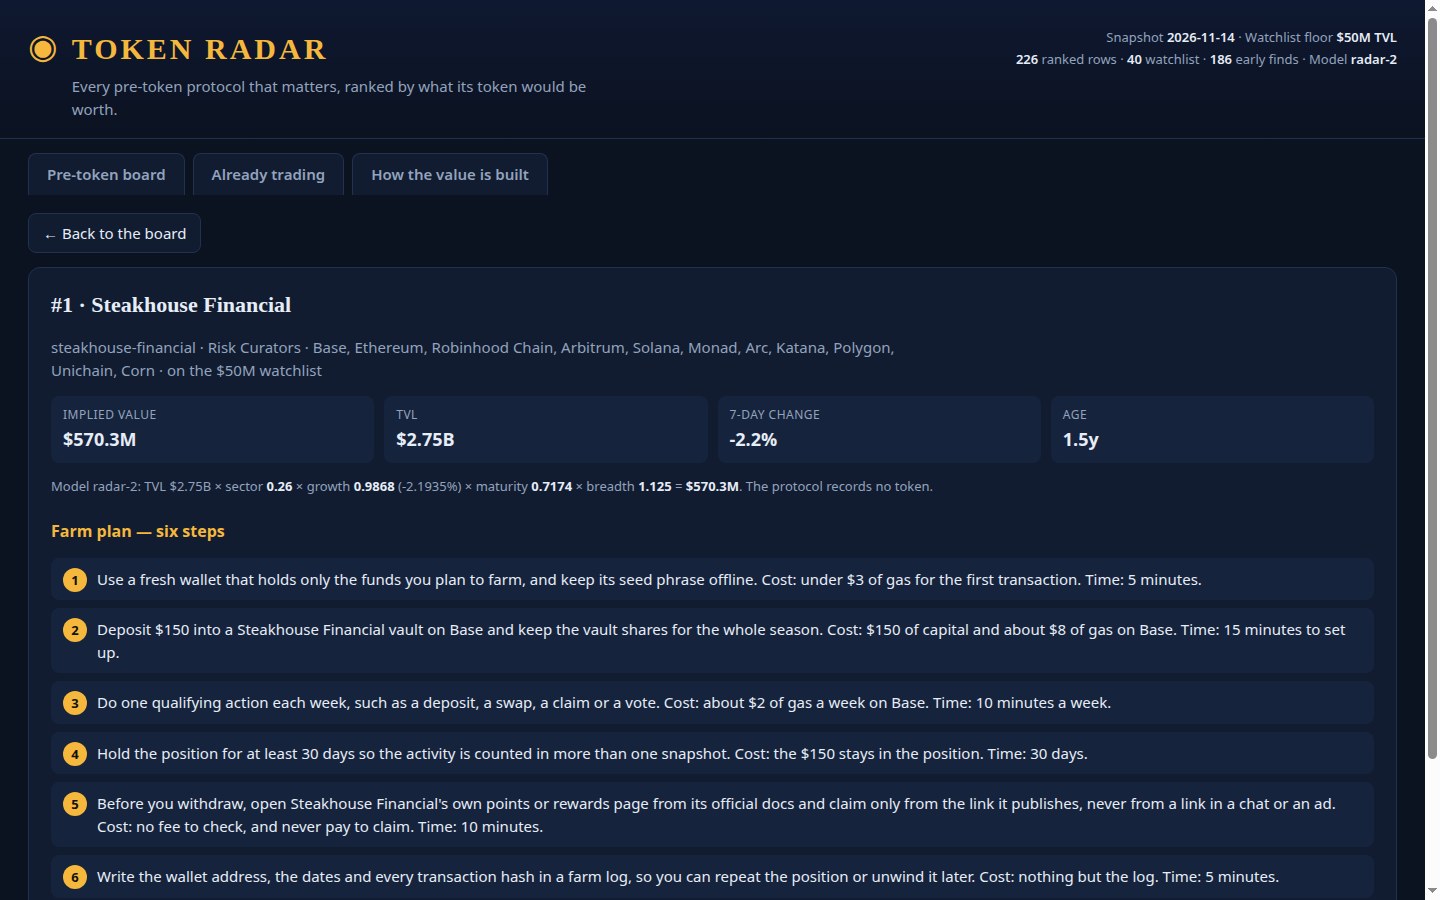 TOKEN RADAR
Every pre-token protocol that matters, ranked by what its token would be
worth.
Snapshot 2026-11-14 · Watchlist floor $50M TVL
226 ranked rows · 40 watchlist · 186 early finds · Model radar-2
Pre-token board
Already trading
How the value is built
← Back to the board
#1 · Steakhouse Financial
steakhouse-financial · Risk Curators · Base, Ethereum, Robinhood Chain, Arbitrum, Solana, Monad, Arc, Katana, Polygon,
Unichain, Corn · on the $50M watchlist
IMPLIED VALUE
$570.3M
TVL
$2.75B
7-DAY CHANGE
-2.2%
AGE
1.5y
Model radar-2: TVL $2.75B × sector 0.26 × growth 0.9868 (-2.1935%) × maturity 0.7174 × breadth 1.125 = $570.3M. The protocol records no token.
Farm plan — six steps
1 Use a fresh wallet that holds only the funds you plan to farm, and keep its seed phrase offline. Cost: under $3 of gas for the first transaction. Time: 5 minutes.
2 Deposit $150 into a Steakhouse Financial vault on Base and keep the vault shares for the whole season. Cost: $150 of capital and about $8 of gas on Base. Time: 15 minutes to set
up.
3 Do one qualifying action each week, such as a deposit, a swap, a claim or a vote. Cost: about $2 of gas a week on Base. Time: 10 minutes a week.
4 Hold the position for at least 30 days so the activity is counted in more than one snapshot. Cost: the $150 stays in the position. Time: 30 days.
5 Before you withdraw, open Steakhouse Financial's own points or rewards page from its official docs and claim only from the link it publishes, never from a link in a chat or an ad.
Cost: no fee to check, and never pay to claim. Time: 10 minutes.
6 Write the wallet address, the dates and every transaction hash in a farm log, so you can repeat the position or unwind it later. Cost: nothing but the log. Time: 5 minutes.